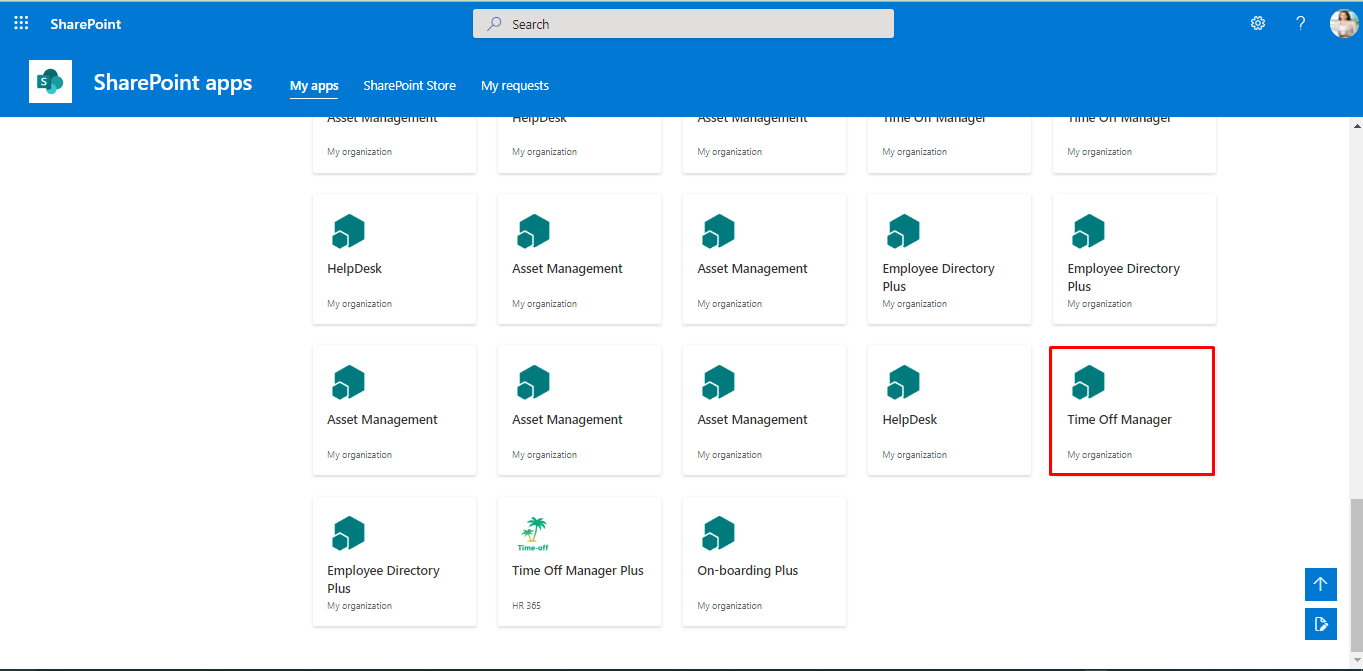 SharePoint
Search
?
S
SharePoint apps
My apps
SharePoint Store
My requests
Asset Management
HelpDesk
Asset Management
Time Off Manager
Time Off Manager
My organization
My organization
My organization
My organization
My organization
HelpDesk
Asset Management
Asset Management
Employee Directory
Employee Directory
Plus
Plus
My organization
My organization
My organization
My organization
My organization
Asset Management
Asset Management
Asset Management
HelpDesk
Time Off Manager
My organization
My organization
My organization
My organization
My organization
Time-off
Employee Directory
Time Off Manager Plus
On-boarding Plus
Plus
My organization
HR 365
My organization